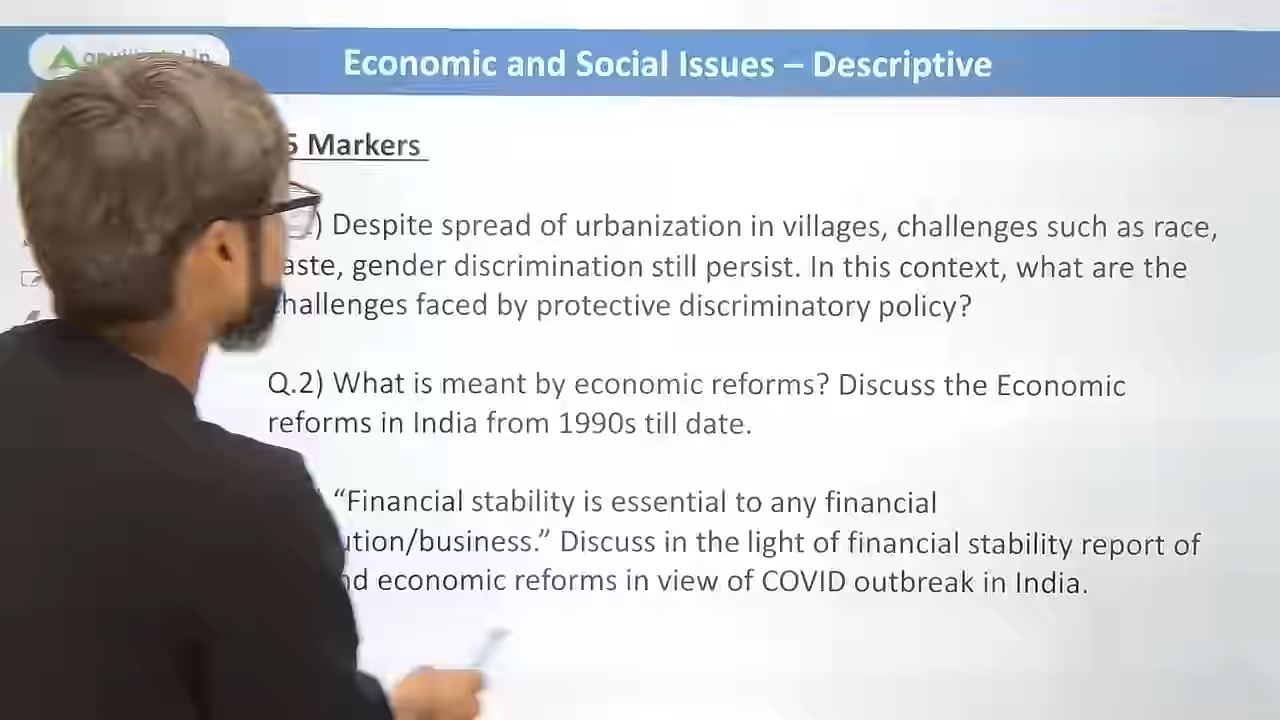 Economic and Social Issues – Descriptive
5 Markers
) Despite spread of urbanization in villages, challenges such as race,
aste, gender discrimination still persist. In this context, what are the
hallenges faced by protective discriminatory policy?
Q.2) What is meant by economic reforms? Discuss the Economic
reforms in India from 1990s till date.
“Financial stability is essential to any financial
ution/business.” Discuss in the light of financial stability report of
nd economic reforms in view of COVID outbreak in India.